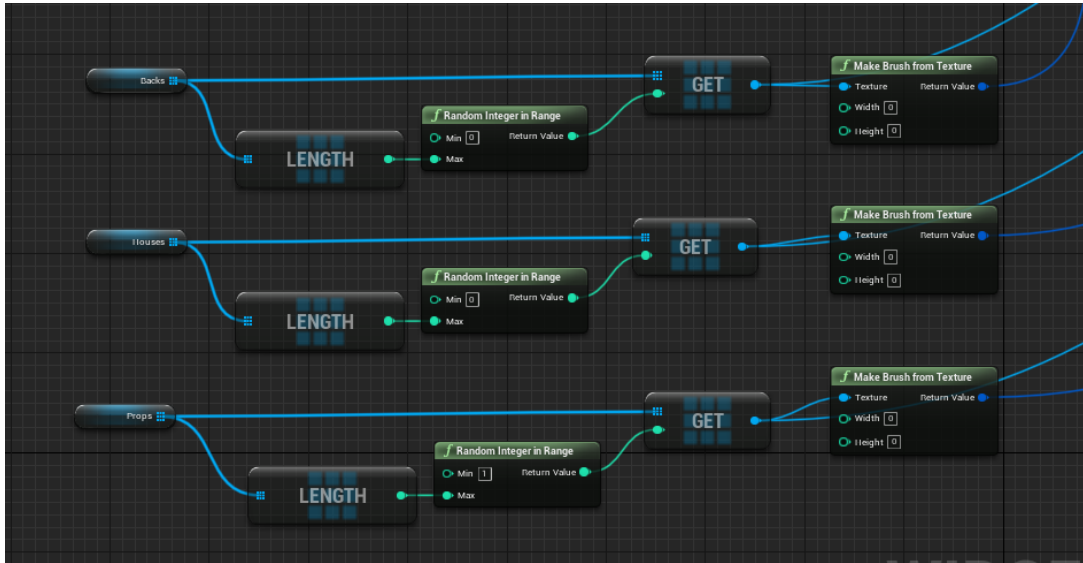 Backs
LENGTH
f Random Integer in Range
Min 0
Return Value
Max
GET
f Make Brush from Texture
Texture
Return Value
Width 0
Height 0
Houses
LENGTH
f Random Integer in Range
Min 0
Return Value
Max
GET
f Make Brush from Texture
Texture
Return Value
Width 0
Height 0
Props
LENGTH
f Random Integer in Range
Min 1
Return Value
Max
GET
f Make Brush from Texture
Texture
Return Value
Width 0
Height 0